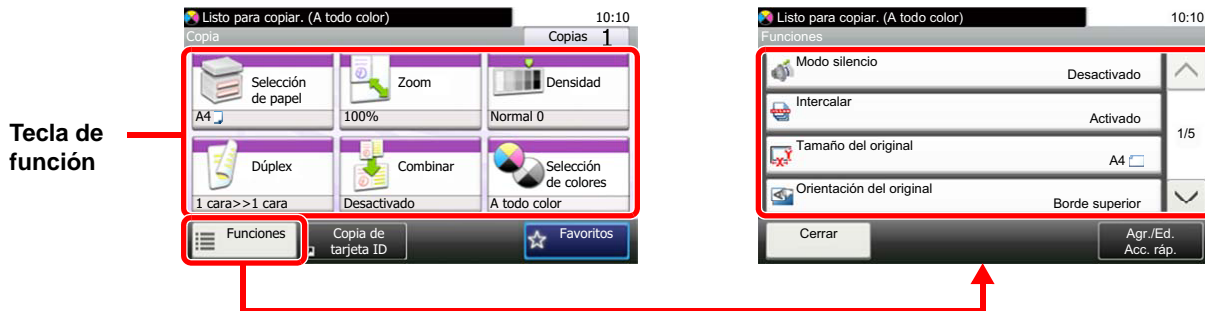 Tecla de
función
Listo para copiar. (A todo color)
10:10
Copia
Copias 1
Selección
de papel
A4
Zoom
100%
Densidad
Normal 0
Dúplex
1 cara>>1 cara
Combinar
Desactivado
Selección
de colores
A todo color
Funciones
Copia de
tarjeta ID
Favoritos
Listo para copiar. (A todo color)
10:10
Funciones
Modo silencio
Desactivado
Intercalar
Activado
1/5
Tamaño del original
A4
Orientación del original
Borde superior
Cerrar
Agr./Ed.
Acc. ráp.